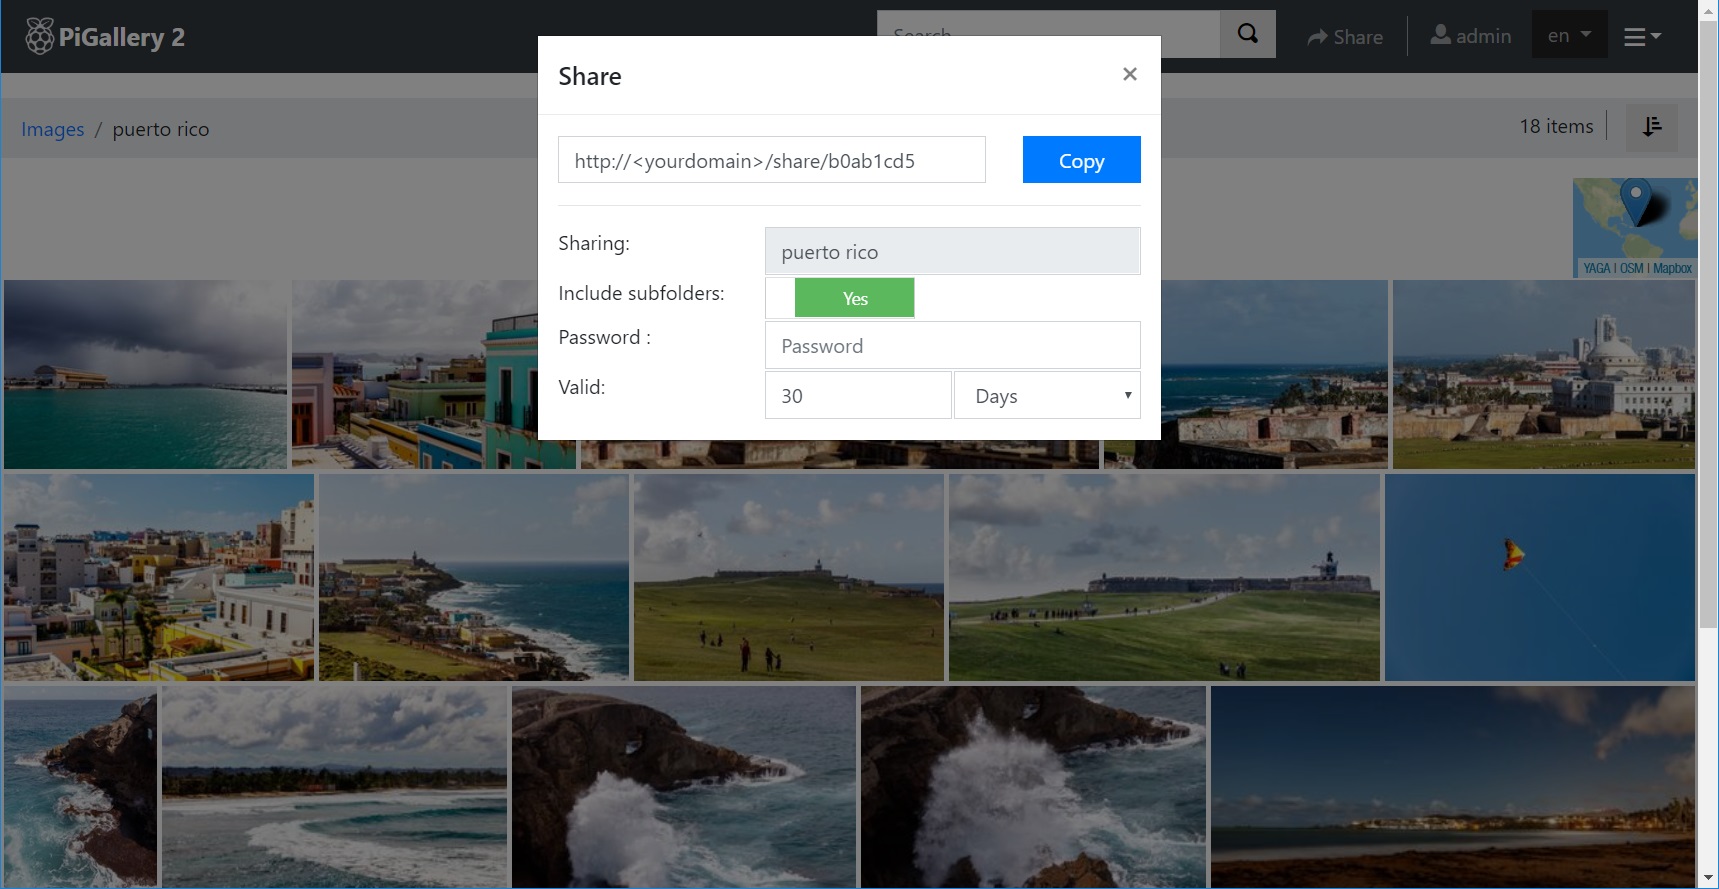 PiGallery 2
Search
Share
admin
en
Share
×
Images / puerto rico
18 items
http://<yourdomain>/share/b0ab1cd5
Copy
Sharing:
puerto rico
Include subfolders:
Yes
Password :
Password
Valid:
30
Days
YAGA | OSM | Mapbox